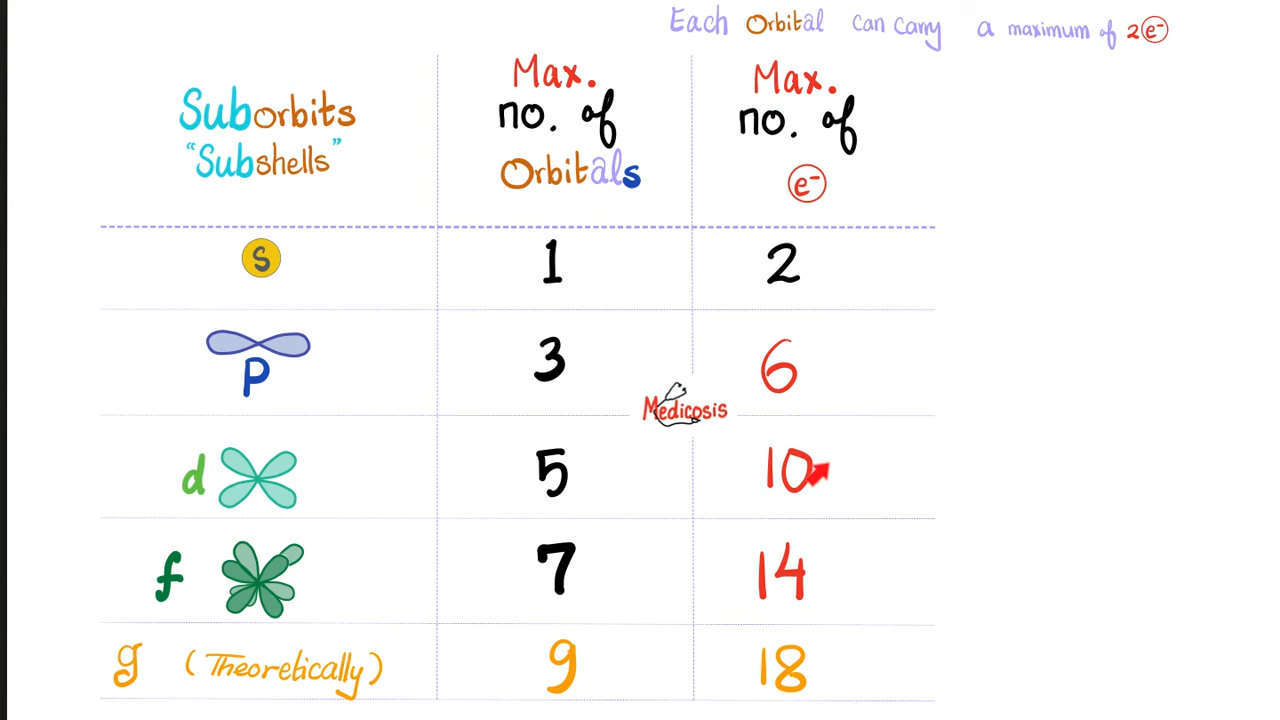 Each Orbital can carry a maximum of 2 e⁻
SubOrbits
"Subshells"
Max.
no. of
Orbitals
Max.
no. of
e⁻
S
1
2
P
3
6
Medicosis
d
5
10
f
7
14
g (Theoretically)
9
18